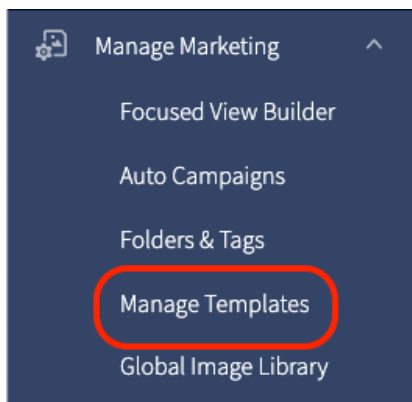 Manage Marketing
Focused View Builder
Auto Campaigns
Folders & Tags
Manage Templates
Global Image Library